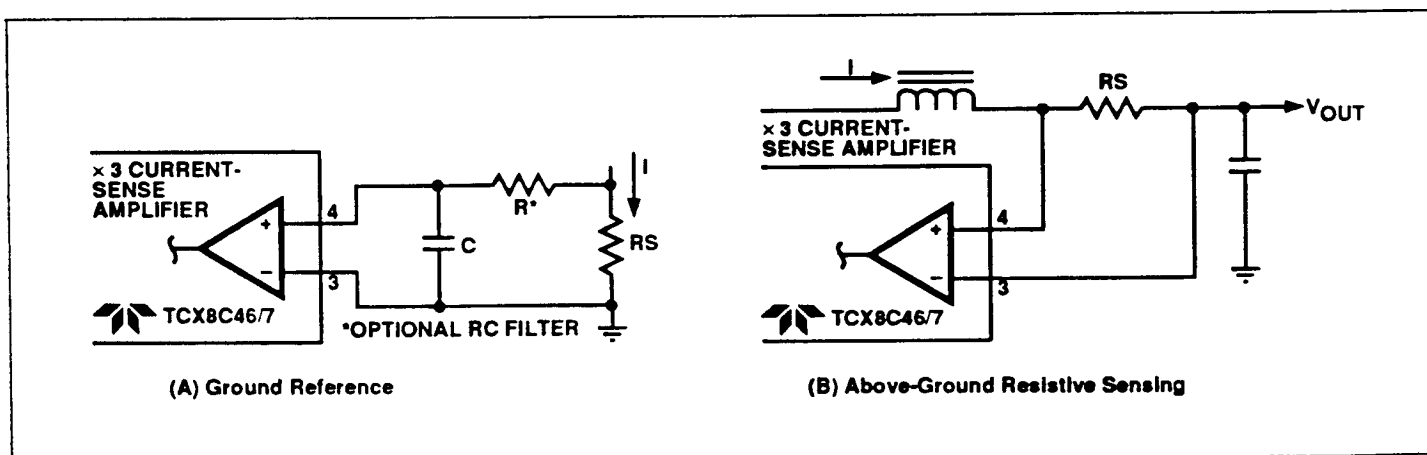 × 3 CURRENT-
SENSE
AMPLIFIER
+
−
4
3
C
R*
I
RS
TCX8C46/7
*OPTIONAL RC FILTER
(A) Ground Reference
I
RS
VOUT
× 3 CURRENT-
SENSE AMPLIFIER
+
−
4
3
TCX8C46/7
(B) Above-Ground Resistive Sensing